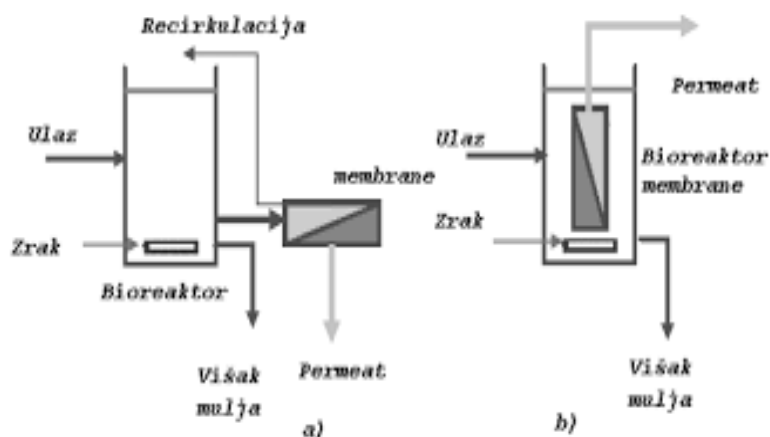 Recirkulacija
Ulaz
membrane
Zrak
Bioreaktor
Višak
mulja
Permeat
a)
Permeat
Ulaz
Bioreaktor
membrane
Zrak
Višak
mulja
b)